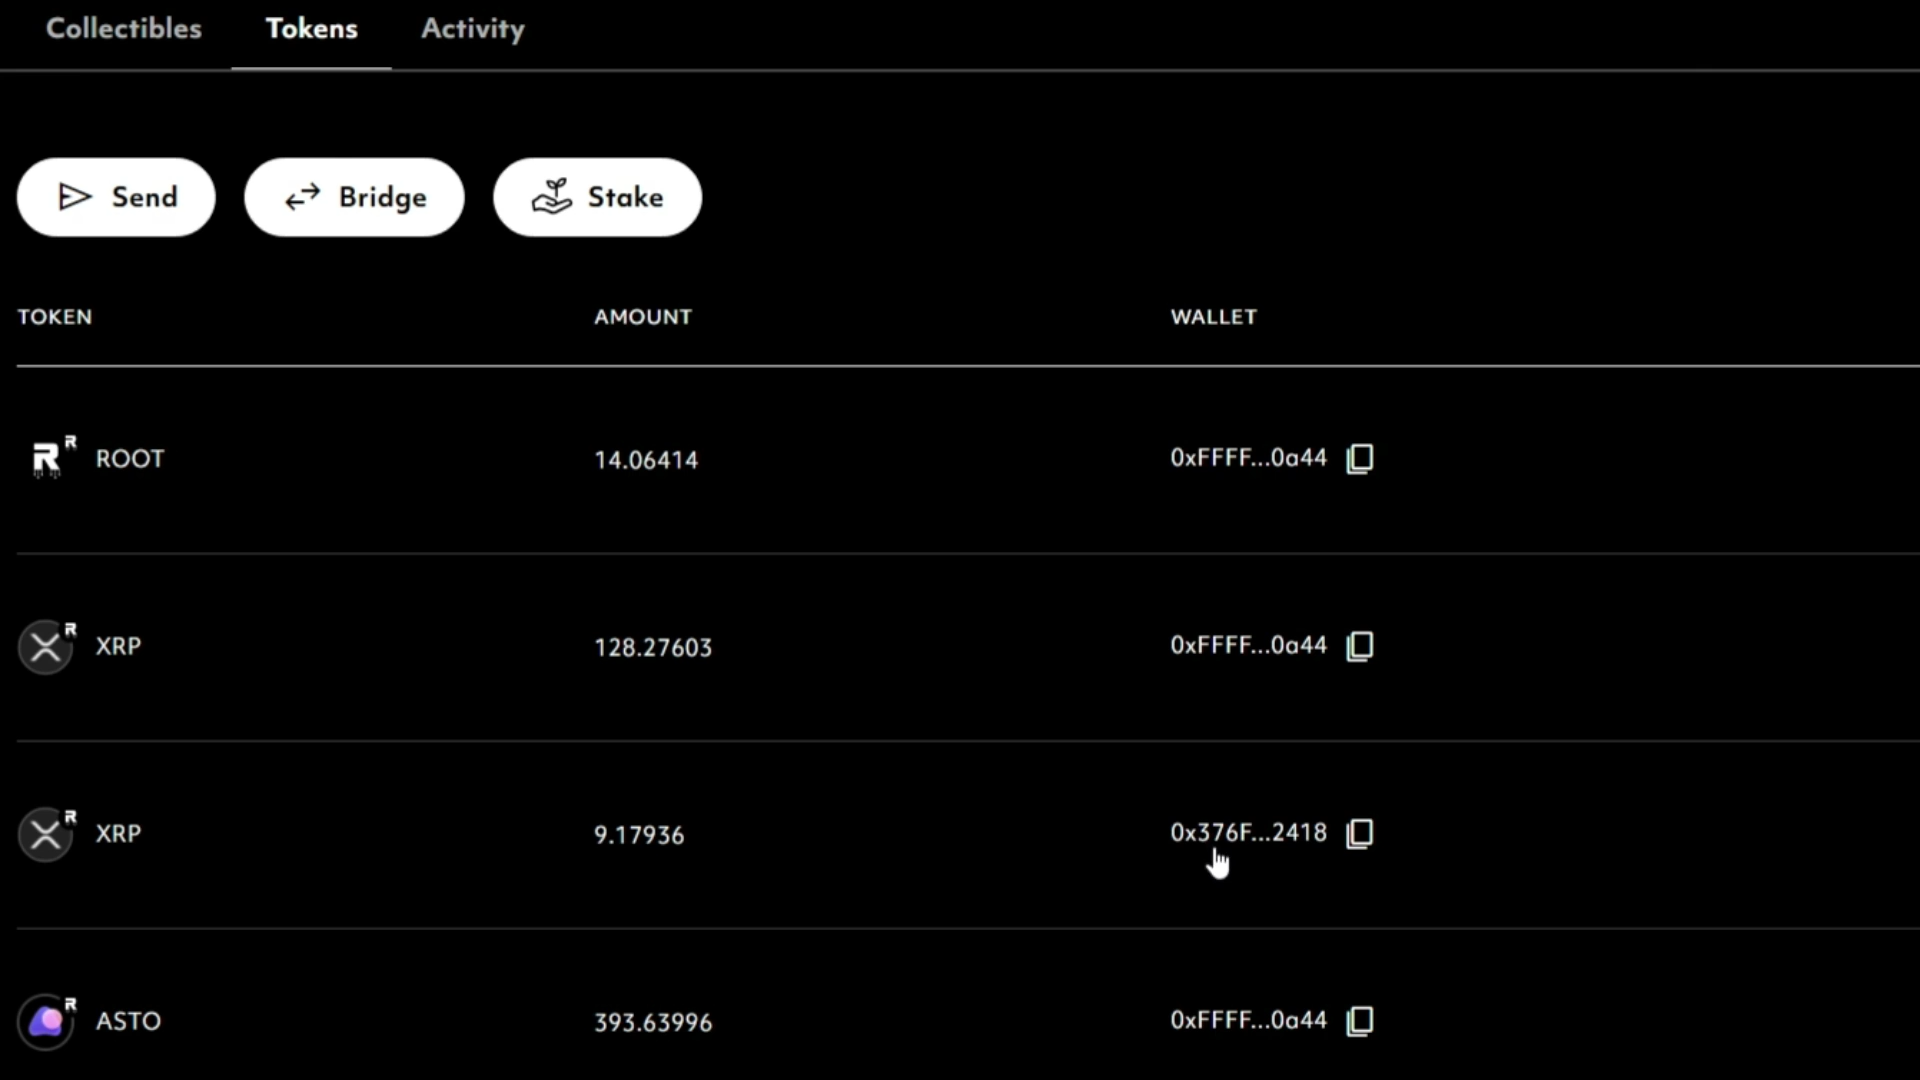 Collectibles Tokens Activity
Send Bridge Stake
TOKEN AMOUNT WALLET
R R ROOT 14.06414 0xFFFF...0a44
R XRP 128.27603 0xFFFF...0a44
R XRP 9.17936 0x376F...2418
R ASTO 393.63996 0xFFFF...0a44